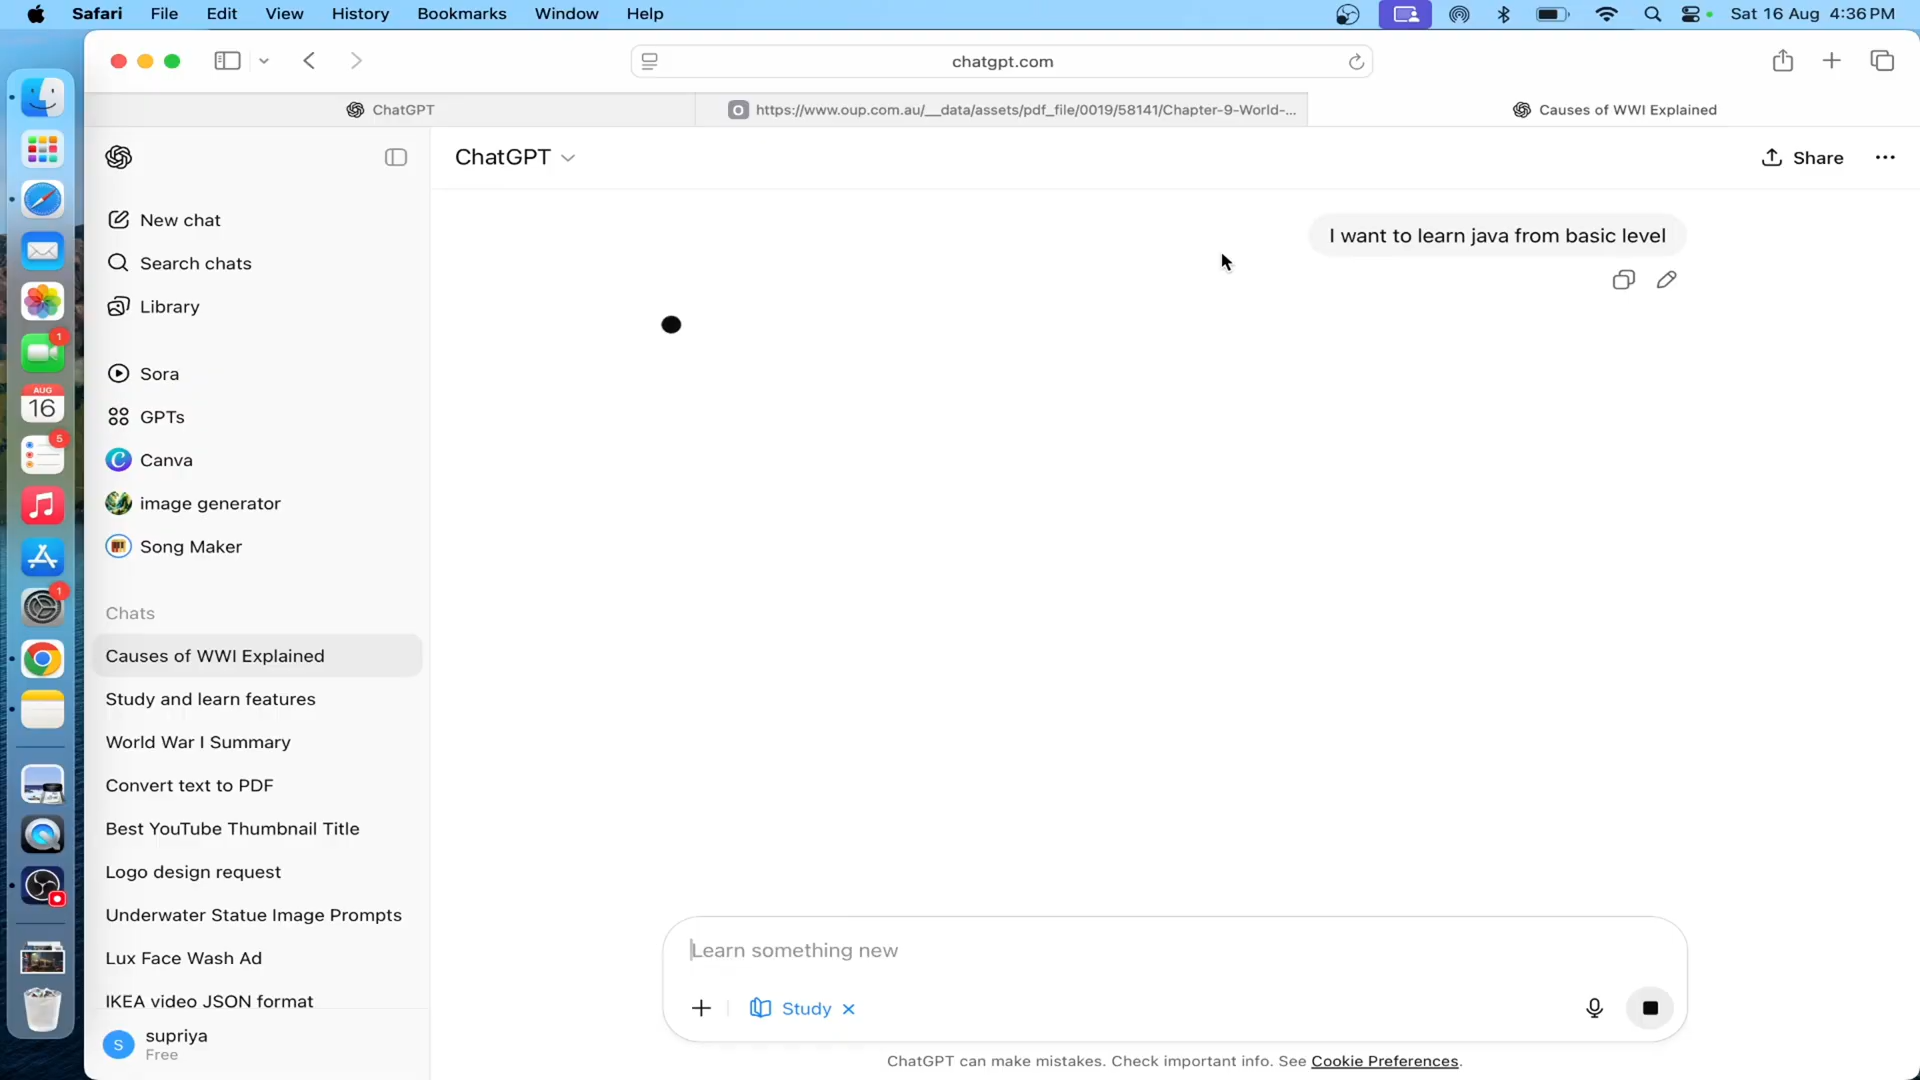 Safari File Edit View History Bookmarks Window Help Sat 16 Aug 4:36 PM
chatgpt.com
ChatGPT
https://www.oup.com.au/__data/assets/pdf_file/0019/58141/Chapter-9-World-...
Causes of WWI Explained
ChatGPT
Share
New chat
Search chats
Library
Sora
GPTs
Canva
image generator
Song Maker
Chats
Causes of WWI Explained
Study and learn features
World War I Summary
Convert text to PDF
Best YouTube Thumbnail Title
Logo design request
Underwater Statue Image Prompts
Lux Face Wash Ad
IKEA video JSON format
S
supriya
Free
I want to learn java from basic level
Learn something new
Study
ChatGPT can make mistakes. Check important info. See Cookie Preferences.
1
AUG
16
5
1